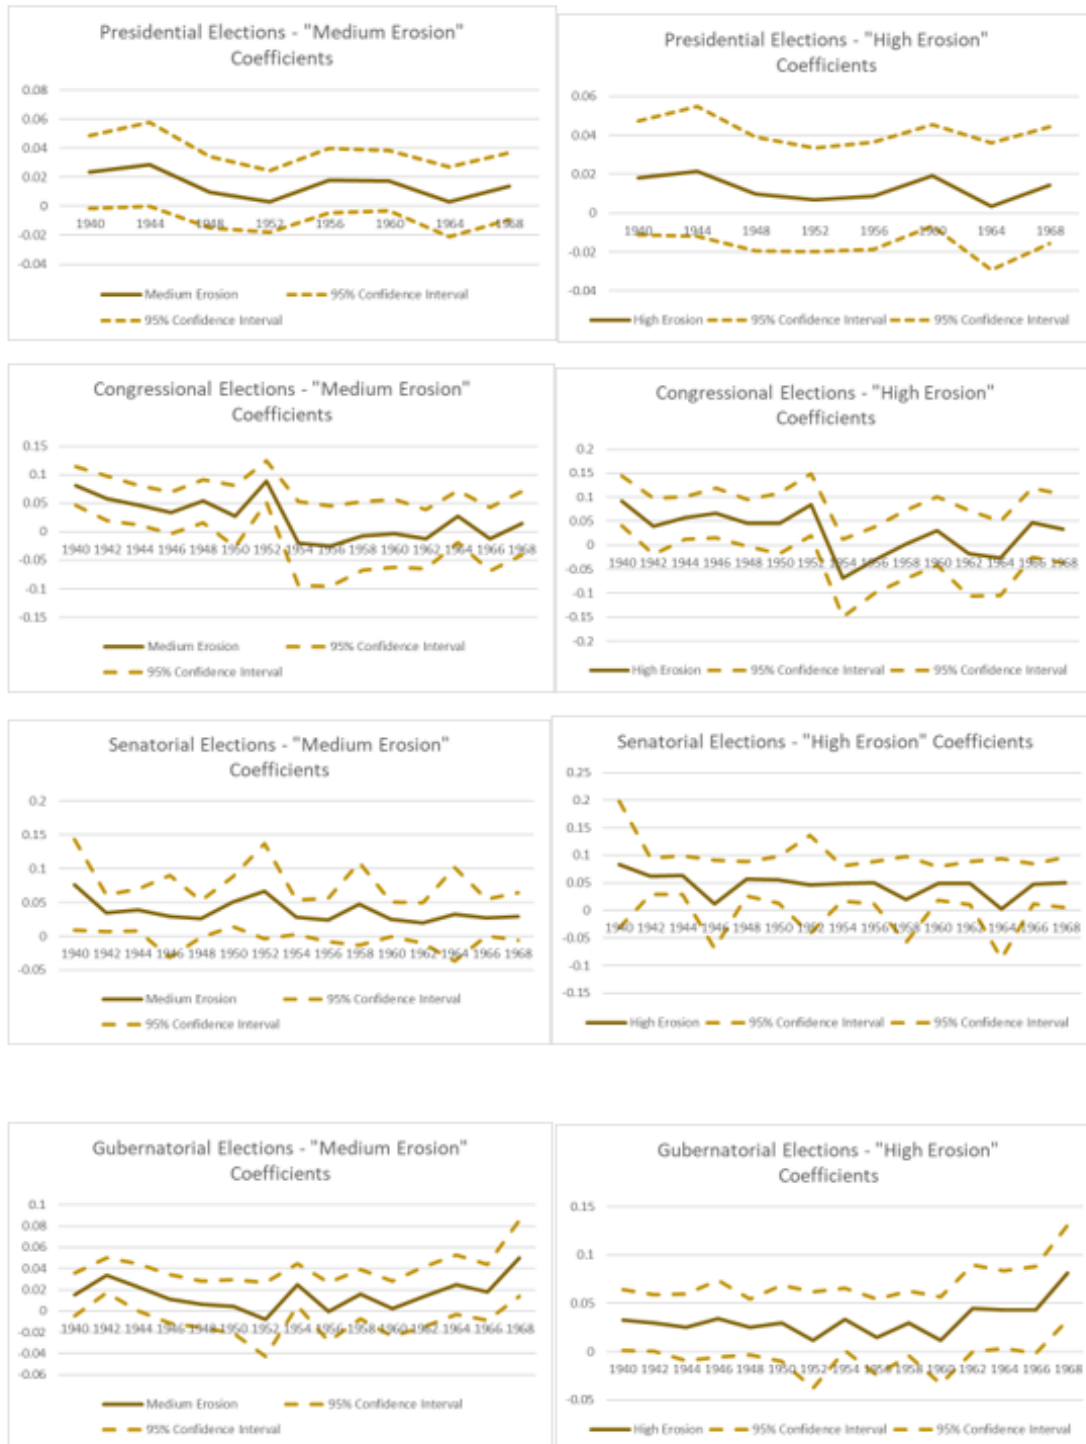 Presidential Elections - "Medium Erosion"
Coefficients
0.08
0.06
0.04
0.02
0
-0.02
-0.04
1940 1944 1948 1952 1956 1960 1964 1968
Medium Erosion 95% Confidence Interval
95% Confidence Interval
Presidential Elections - "High Erosion"
Coefficients
0.06
0.04
0.02
0
-0.02
-0.04
1940 1944 1948 1952 1956 1960 1964 1968
High Erosion 95% Confidence Interval 95% Confidence Interval
Congressional Elections - "Medium Erosion"
Coefficients
0.15
0.1
0.05
0
-0.05
-0.1
-0.15
1940 1942 1944 1946 1948 1950 1952 1954 1956 1958 1960 1962 1964 1966 1968
Medium Erosion 95% Confidence Interval
95% Confidence Interval
Congressional Elections - "High Erosion"
Coefficients
0.2
0.15
0.1
0.05
0
-0.05
-0.1
-0.15
-0.2
1940 1942 1944 1946 1948 1950 1952 1954 1956 1958 1960 1962 1964 1966 1968
High Erosion 95% Confidence Interval 95% Confidence Interval
Senatorial Elections - "Medium Erosion"
Coefficients
0.2
0.15
0.1
0.05
0
-0.05
1940 1942 1944 1946 1948 1950 1952 1954 1956 1958 1960 1962 1964 1966 1968
Medium Erosion 95% Confidence Interval
95% Confidence Interval
Senatorial Elections - "High Erosion" Coefficients
0.25
0.2
0.15
0.1
0.05
0
-0.05
-0.1
-0.15
1940 1942 1944 1946 1948 1950 1952 1954 1956 1958 1960 1962 1964 1966 1968
High Erosion 95% Confidence Interval 95% Confidence Interval
Gubernatorial Elections - "Medium Erosion"
Coefficients
0.1
0.08
0.06
0.04
0.02
0
-0.02
-0.04
-0.06
1940 1942 1944 1946 1948 1950 1952 1954 1956 1958 1960 1962 1964 1966 1968
Medium Erosion 95% Confidence Interval
95% Confidence Interval
Gubernatorial Elections - "High Erosion"
Coefficients
0.15
0.1
0.05
0
-0.05
1940 1942 1944 1946 1948 1950 1952 1954 1956 1958 1960 1962 1964 1966 1968
High Erosion 95% Confidence Interval 95% Confidence Interval